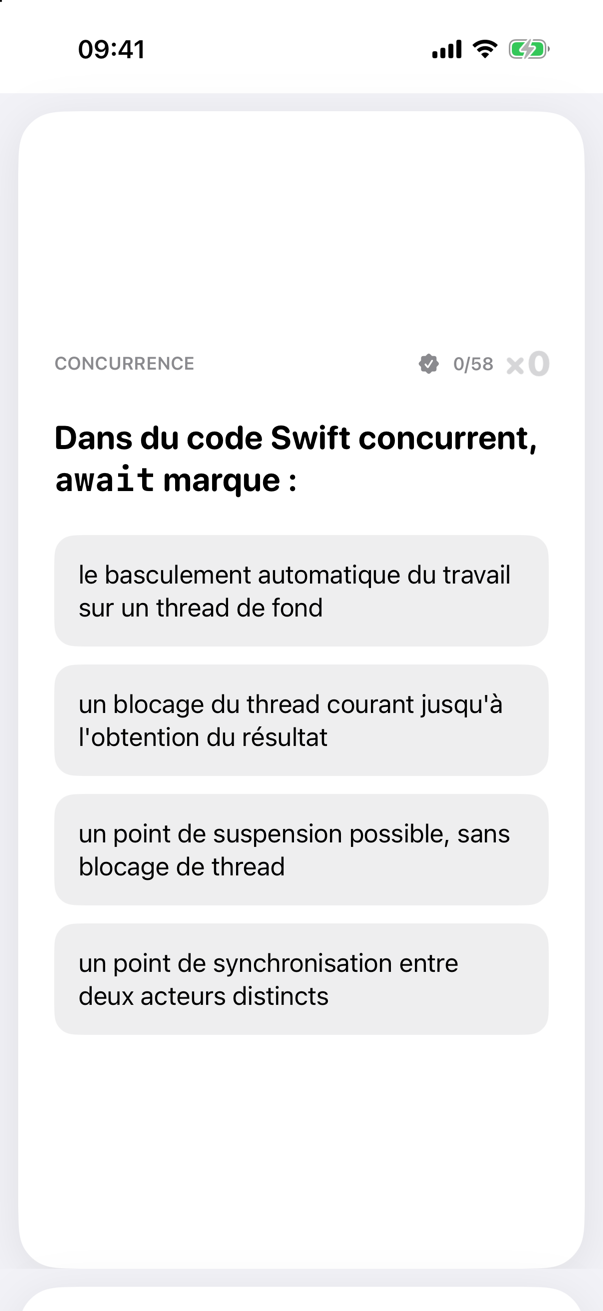 09:41
CONCURRENCE
0/58 ×0
Dans du code Swift concurrent,
await marque :
le basculement automatique du travail
sur un thread de fond
un blocage du thread courant jusqu'à
l'obtention du résultat
un point de suspension possible, sans
blocage de thread
un point de synchronisation entre
deux acteurs distincts